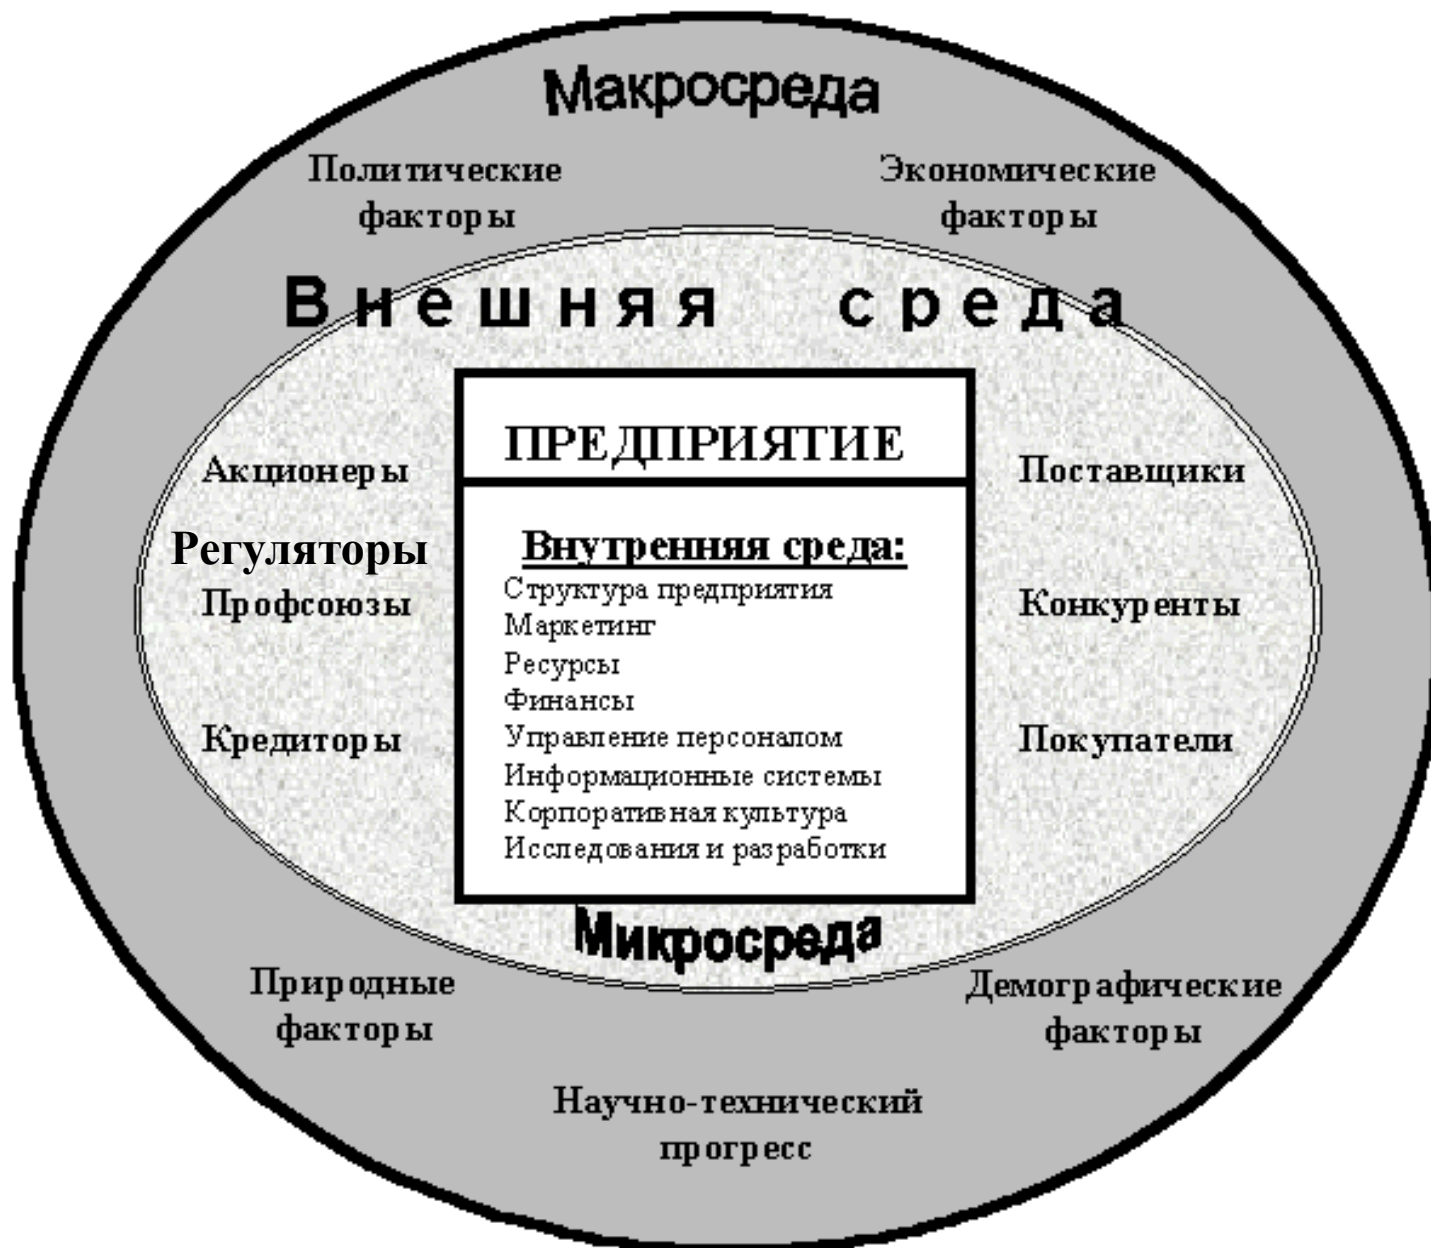 Макросреда
Политические
факторы
Экономические
факторы
Внешняя среда
ПРЕДПРИЯТИЕ
Акционеры
Регуляторы
Профсоюзы
Кредиторы
Внутренняя среда:
Структура предприятия
Маркетинг
Ресурсы
Финансы
Управление персоналом
Информационные системы
Корпоративная культура
Исследования и разработки
Поставщики
Конкуренты
Покупатели
Микросреда
Природные
факторы
Демографические
факторы
Научно-технический
прогресс